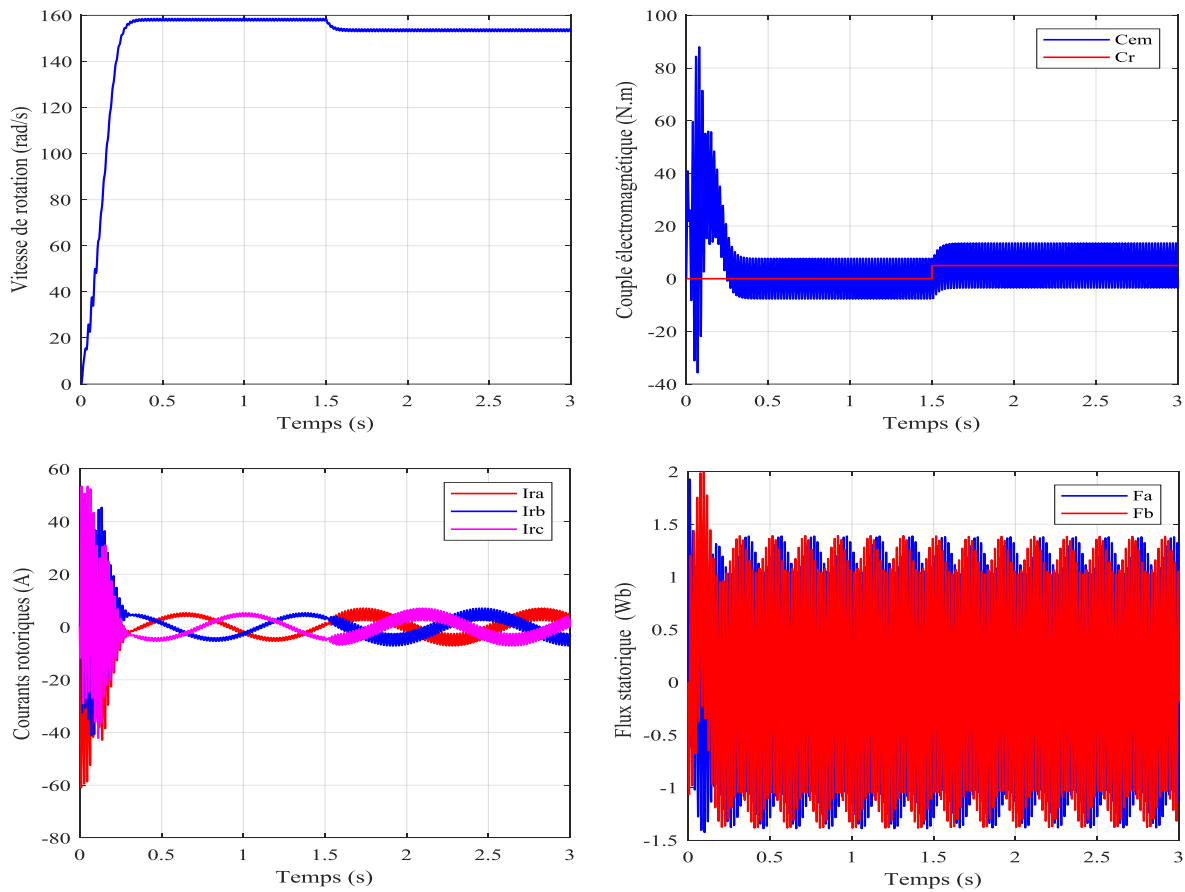 160
140
120
100
80
60
40
20
0
0 0.5 1 1.5 2 2.5 3
Vitesse de rotation (rad/s)
Temps (s)
100
80
60
40
20
0
-20
-40
0 0.5 1 1.5 2 2.5 3
Couple électromagnétique (N.m)
Temps (s)
Cem
Cr
60
40
20
0
-20
-40
-60
-80
0 0.5 1 1.5 2 2.5 3
Courants rotoriques (A)
Temps (s)
Ira
Irb
Irc
2
1.5
1
0.5
0
-0.5
-1
-1.5
0 0.5 1 1.5 2 2.5 3
Flux statorique (Wb)
Temps (s)
Fa
Fb